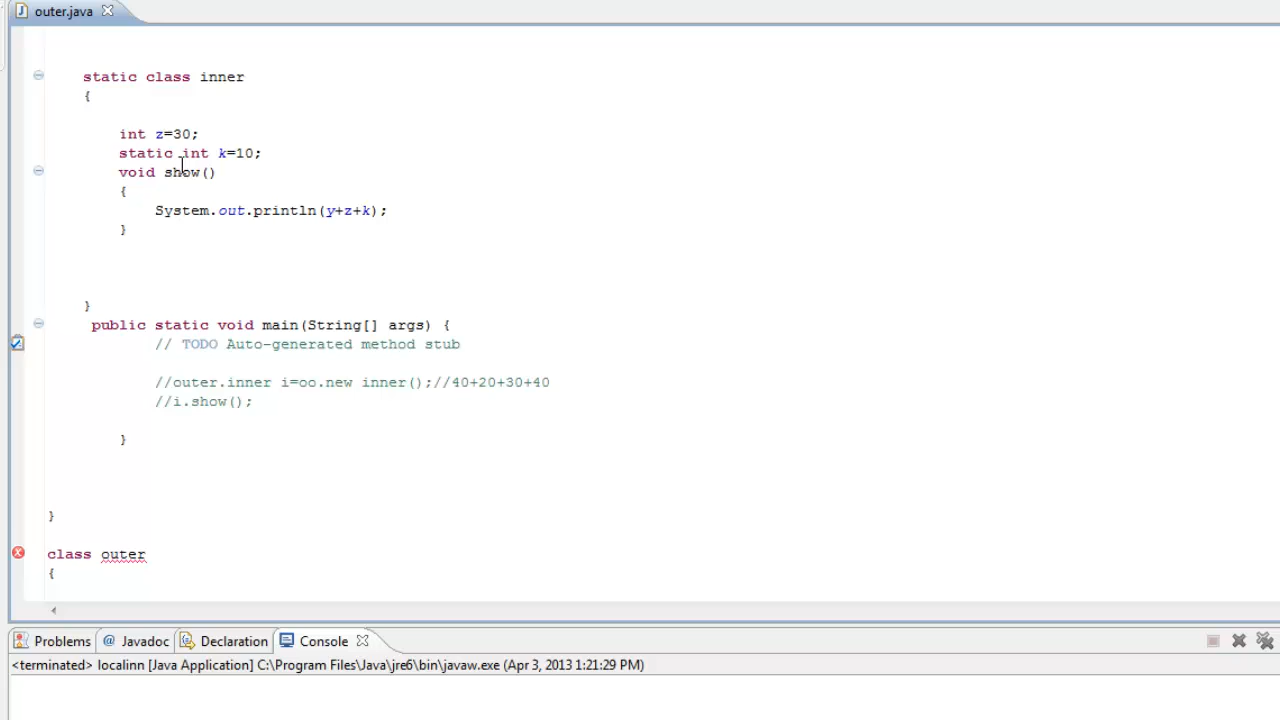 outer.java
static class inner
{
int z=30;
static int k=10;
void show()
{
System.out.println(y+z+k);
}
}
public static void main(String[] args) {
// TODO Auto-generated method stub
//outer.inner i=oo.new inner();//40+20+30+40
//i.show();
}
}
class outer
{
Problems @ Javadoc Declaration Console
<terminated> localinn [Java Application] C:\Program Files\Java\jre6\bin\javaw.exe (Apr 3, 2013 1:21:29 PM)